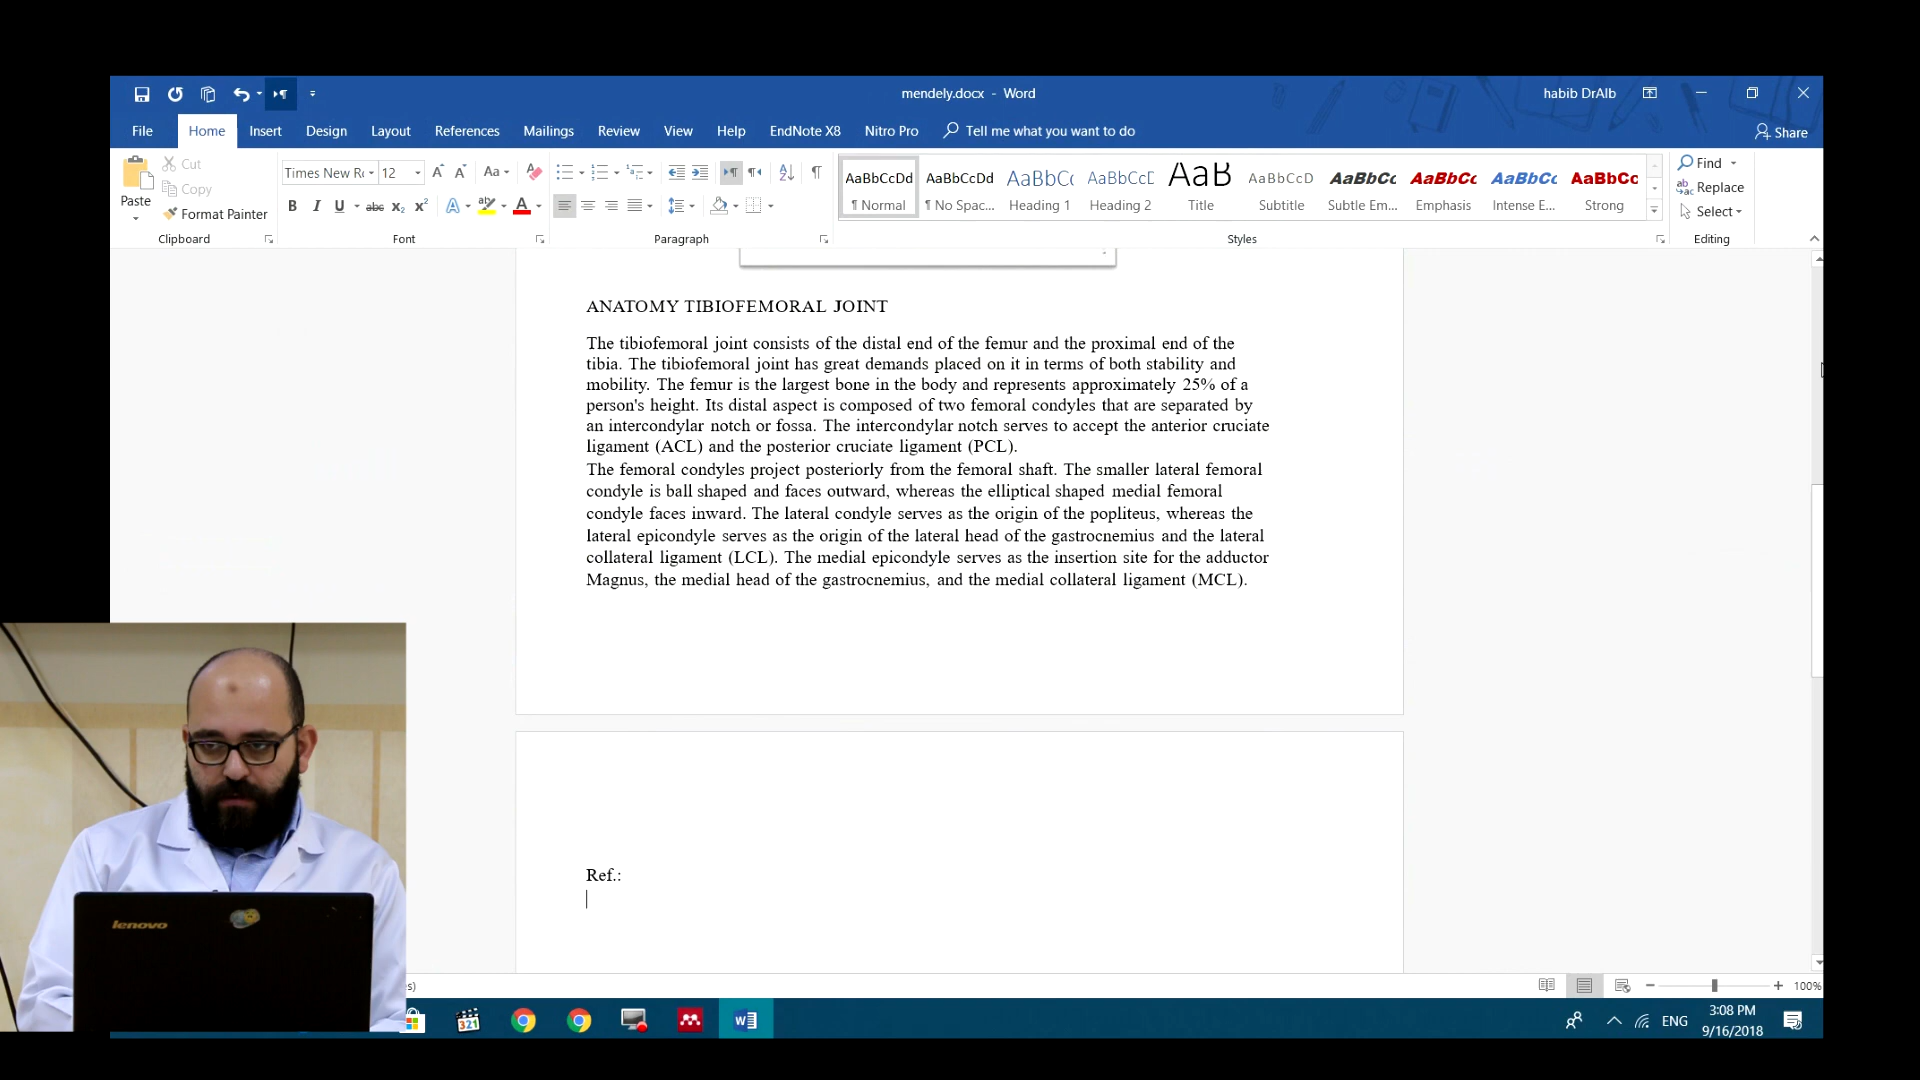 mendely.docx - Word
habib DrAlb
File Home Insert Design Layout References Mailings Review View Help EndNote X8 Nitro Pro Tell me what you want to do
Share
Paste
Cut
Copy
Format Painter
Clipboard
12
Aa
B I U abc x₂ x² A ab A
Font
Paragraph
AaBbCcDd
¶ Normal
AaBbCcDd
¶ No Spac...
AaBbCc
Heading 1
AaBbCcD
Heading 2
AaB
Title
AaBbCcD
Subtitle
AaBbCc
Subtle Em...
AaBbCc
Emphasis
AaBbCc
Intense E...
AaBbCc
Strong
Styles
Find
Replace
Select
Editing
ANATOMY TIBIOFEMORAL JOINT
The tibiofemoral joint consists of the distal end of the femur and the proximal end of the
tibia. The tibiofemoral joint has great demands placed on it in terms of both stability and
mobility. The femur is the largest bone in the body and represents approximately 25% of a
person's height. Its distal aspect is composed of two femoral condyles that are separated by
an intercondylar notch or fossa. The intercondylar notch serves to accept the anterior cruciate
ligament (ACL) and the posterior cruciate ligament (PCL).
The femoral condyles project posteriorly from the femoral shaft. The smaller lateral femoral
condyle is ball shaped and faces outward, whereas the elliptical shaped medial femoral
condyle faces inward. The lateral condyle serves as the origin of the popliteus, whereas the
lateral epicondyle serves as the origin of the lateral head of the gastrocnemius and the lateral
collateral ligament (LCL). The medial epicondyle serves as the insertion site for the adductor
Magnus, the medial head of the gastrocnemius, and the medial collateral ligament (MCL).
Ref.:
lenovo
100%
321
ENG
3:08 PM
9/16/2018